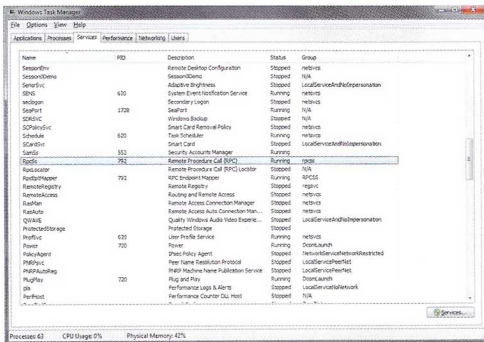 Windows Task Manager
File Options View Help
Applications Processes Services Performance Networking Users
Name PID Description Status Group
SessionEnv Remote Desktop Configuration Stopped netsvcs
Session0Demo Session0Demo Stopped N/A
SensrSvc Adaptive Brightness Stopped LocalServiceAndNoImpersonation
SENS 620 System Event Notification Service Running netsvcs
seclogon Secondary Logon Stopped netsvcs
SeaPort 1728 SeaPort Running N/A
SDRSVC Windows Backup Stopped N/A
SCPolicySvc Smart Card Removal Policy Stopped netsvcs
Schedule 620 Task Scheduler Running netsvcs
SCardSvr Smart Card Stopped LocalServiceAndNoImpersonation
SamSs 552 Security Accounts Manager Running
RpcSs 792 Remote Procedure Call (RPC) Running rpcss
RpcLocator Remote Procedure Call (RPC) Locator Stopped N/A
RpcEptMapper 792 RPC Endpoint Mapper Running RPCSS
RemoteRegistry Remote Registry Stopped regsvc
RemoteAccess Routing and Remote Access Stopped netsvcs
RasMan Remote Access Connection Manager Stopped netsvcs
RasAuto Remote Access Auto Connection Man... Stopped netsvcs
QWAVE Quality Windows Audio Video Experie... Stopped LocalServiceAndNoImpersonation
ProtectedStorage Protected Storage Stopped
ProfSvc 620 User Profile Service Running netsvcs
Power 720 Power Running DcomLaunch
PolicyAgent IPsec Policy Agent Stopped NetworkServiceNetworkRestricted
PNRPsvc Peer Name Resolution Protocol Stopped LocalServicePeerNet
PNRPAutoReg PNRP Machine Name Publication Service Stopped LocalServicePeerNet
PlugPlay 720 Plug and Play Running DcomLaunch
pla Performance Logs & Alerts Stopped LocalServiceNoNetwork
PerfHost Performance Counter DLL Host Stopped N/A
Services...
Processes: 63 CPU Usage: 0% Physical Memory: 42%